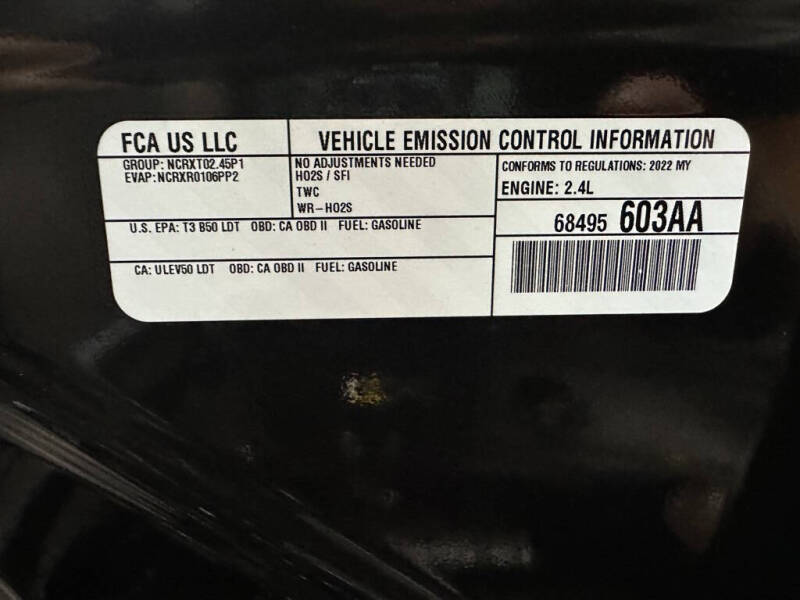 FCA US LLC
VEHICLE EMISSION CONTROL INFORMATION
GROUP: NCRXT02.45P1
EVAP: NCRXR0106PP2
NO ADJUSTMENTS NEEDED
HO2S / SFI
TWC
WR-HO2S
CONFORMS TO REGULATIONS: 2022 MY
ENGINE: 2.4L
U.S. EPA: T3 B50 LDT OBD: CA OBD II FUEL: GASOLINE
68495 603AA
CA: ULEV50 LDT OBD: CA OBD II FUEL: GASOLINE